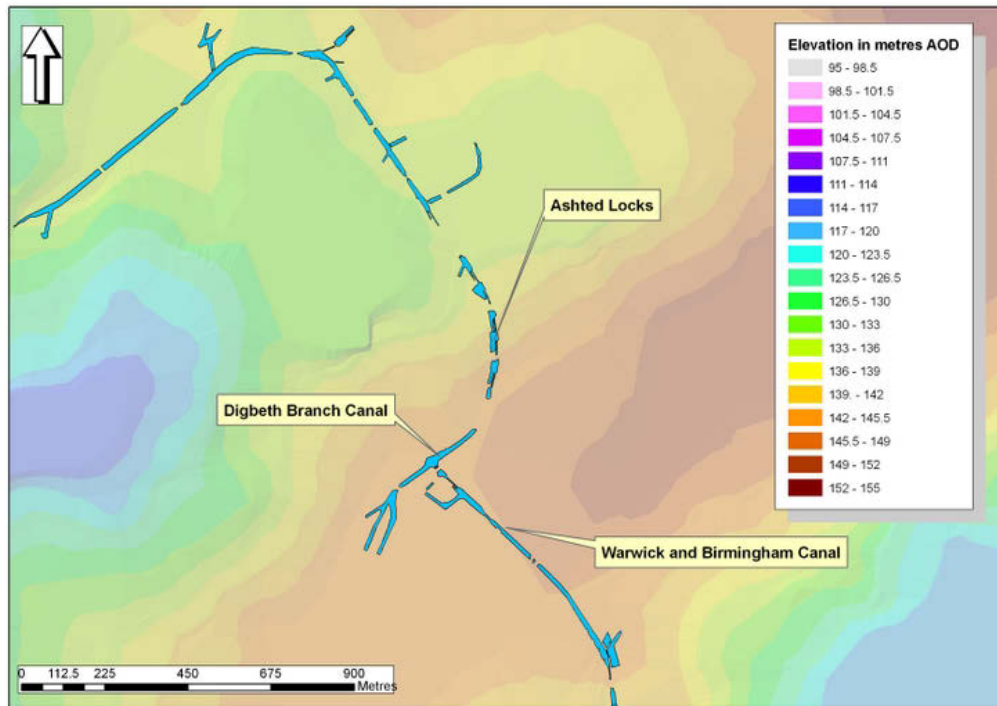 Elevation in metres AOD
95 - 98.5
98.5 - 101.5
101.5 - 104.5
104.5 - 107.5
107.5 - 111
111 - 114
114 - 117
117 - 120
120 - 123.5
123.5 - 126.5
126.5 - 130
130 - 133
133 - 136
136 - 139
139. - 142
142 - 145.5
145.5 - 149
149 - 152
152 - 155
Ashted Locks
Digbeth Branch Canal
Warwick and Birmingham Canal
0 112.5 225 450 675 900
Metres